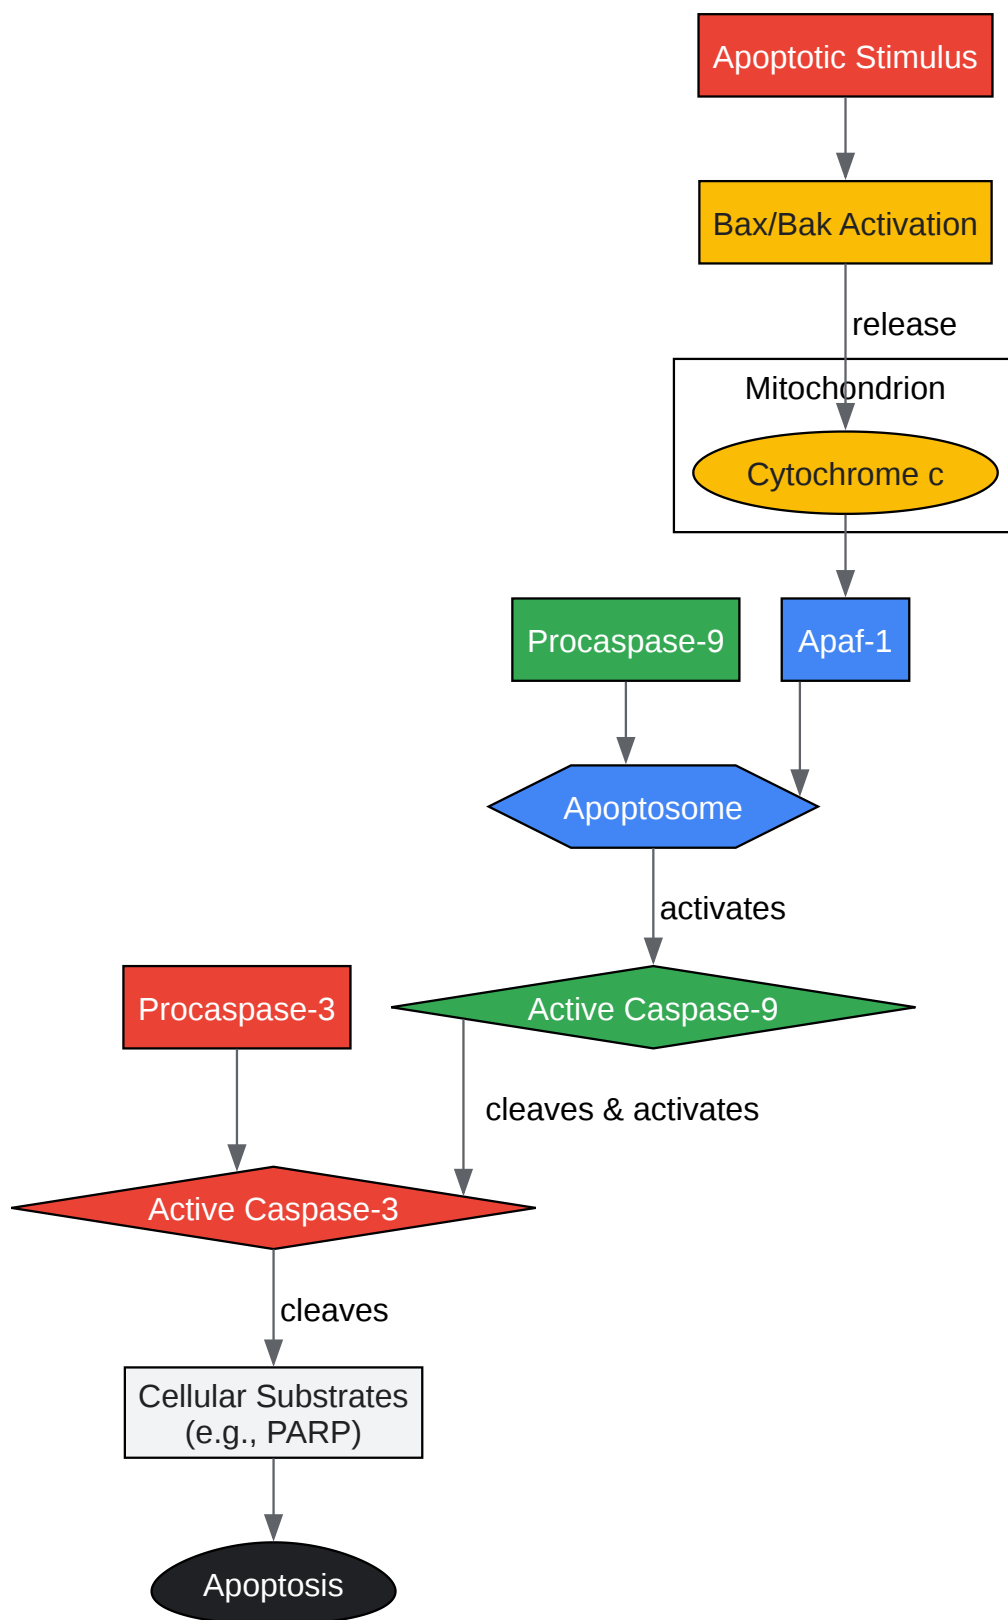 Apoptotic Stimulus
Bax/Bak Activation
release
Mitochondrion
Cytochrome c
Procaspase-9
Apaf-1
Apoptosome
activates
Procaspase-3
Active Caspase-9
cleaves & activates
Active Caspase-3
cleaves
Cellular Substrates
(e.g., PARP)
Apoptosis